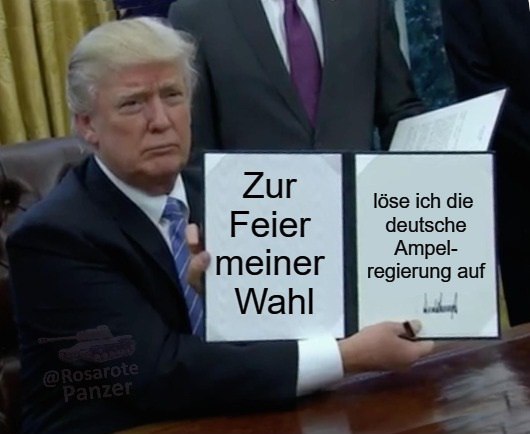 Zur
Feier
meiner
Wahl
löse ich die
deutsche
Ampel-
regierung auf
@Rosarote
Panzer